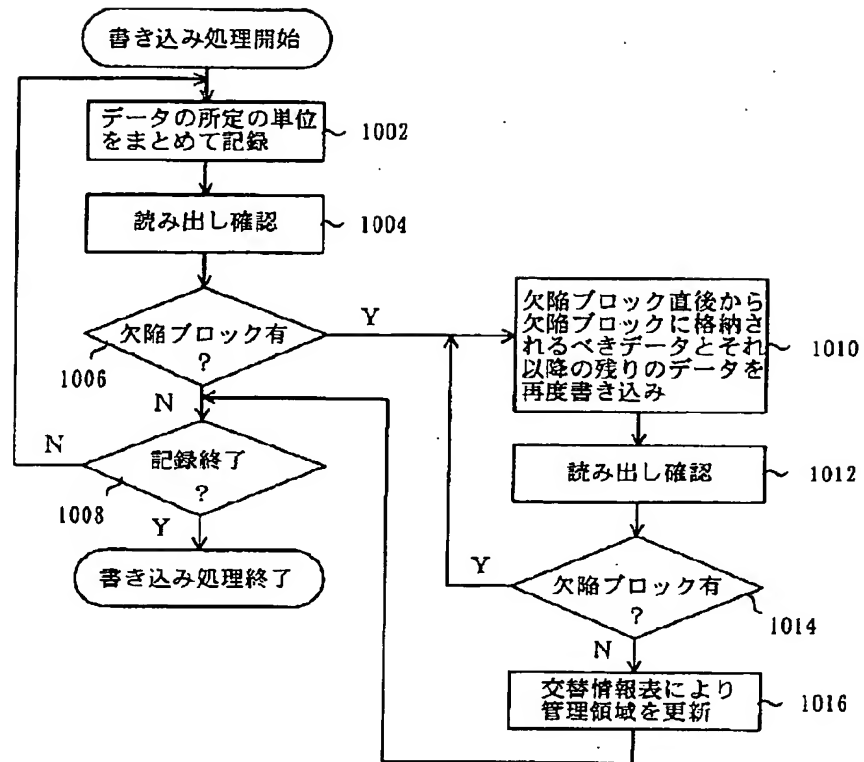 書き込み処理開始
データの所定の単位
をまとめて記録
1002
読み出し確認
1004
欠陥ブロック有
?
1006
Y
N
記録終了
?
1008
N
Y
書き込み処理終了
欠陥ブロック直後から
欠陥ブロックに格納さ
れるべきデータとそれ
以降の残りのデータを
再度書き込み
1010
読み出し確認
1012
欠陥ブロック有
?
1014
Y
N
交替情報表により
管理領域を更新
1016